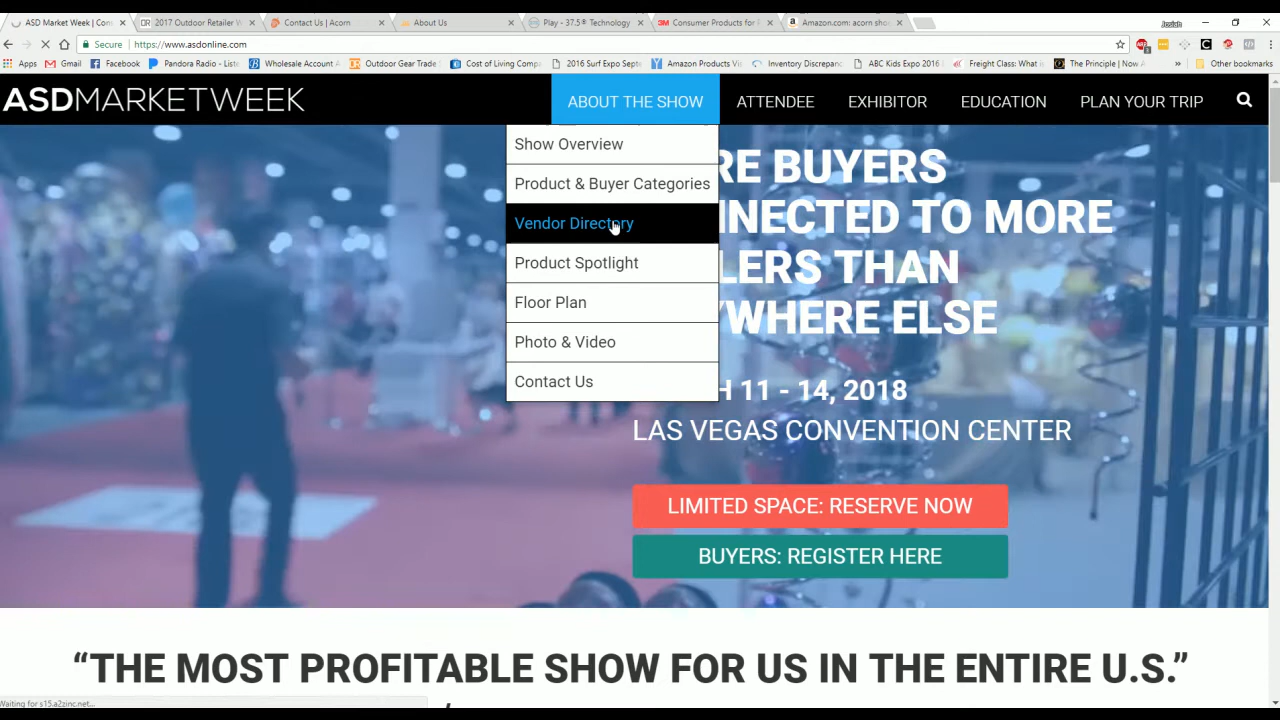 ASD Market Week | Con
2017 Outdoor Retailer W
Contact Us | Acorn
About Us
Play - 37.5® Technology
Consumer Products for
Amazon.com: acorn sho
Secure | https://www.asdonline.com
Apps
Gmail
Facebook
Pandora Radio - Liste
Wholesale Account A
Outdoor Gear Trade
Cost of Living Comp
2016 Surf Expo Septe
Amazon Products Vi
Inventory Discrepanc
ABC Kids Expo 2016
Freight Class: What i
The Principle | Now A
»
Other bookmarks
ASDMARKETWEEK
ABOUT THE SHOW
ATTENDEE
EXHIBITOR
EDUCATION
PLAN YOUR TRIP
Show Overview
Product & Buyer Categories
Vendor Directory
Product Spotlight
Floor Plan
Photo & Video
Contact Us
RE BUYERS
NNECTED TO MORE
LERS THAN
YWHERE ELSE
H 11 - 14, 2018
LAS VEGAS CONVENTION CENTER
LIMITED SPACE: RESERVE NOW
BUYERS: REGISTER HERE
“THE MOST PROFITABLE SHOW FOR US IN THE ENTIRE U.S.”
Waiting for s15.a2zinc.net...